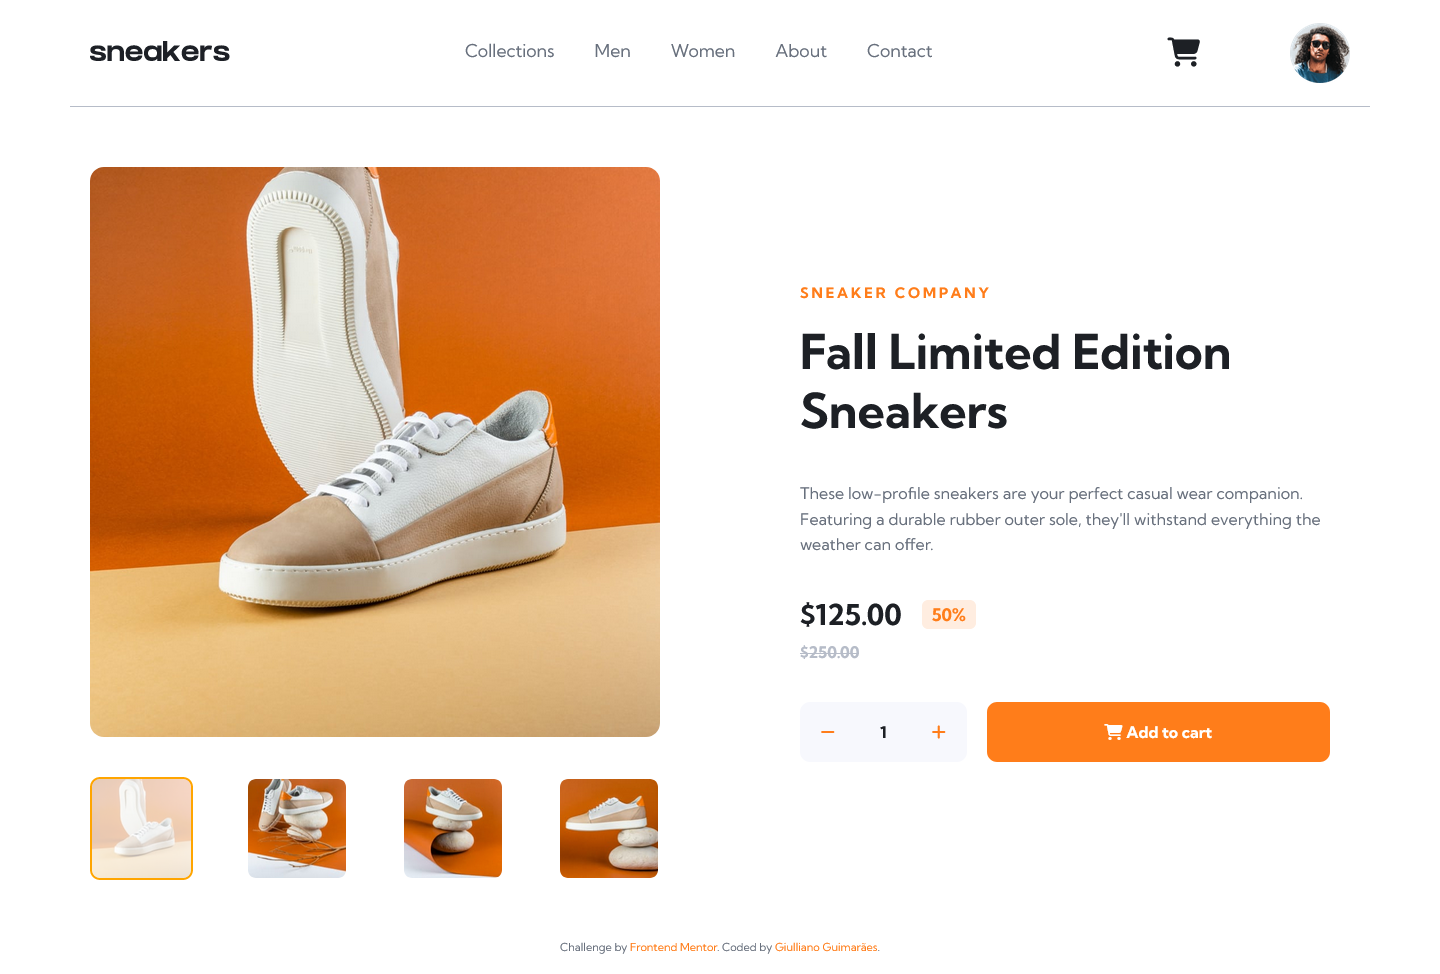 sneakers
Collections Men Women About Contact
SNEAKER COMPANY
Fall Limited Edition
Sneakers
These low-profile sneakers are your perfect casual wear companion.
Featuring a durable rubber outer sole, they'll withstand everything the
weather can offer.
$125.00 50%
$250.00
− 1 + Add to cart
Challenge by Frontend Mentor. Coded by Giulliano Guimarães.